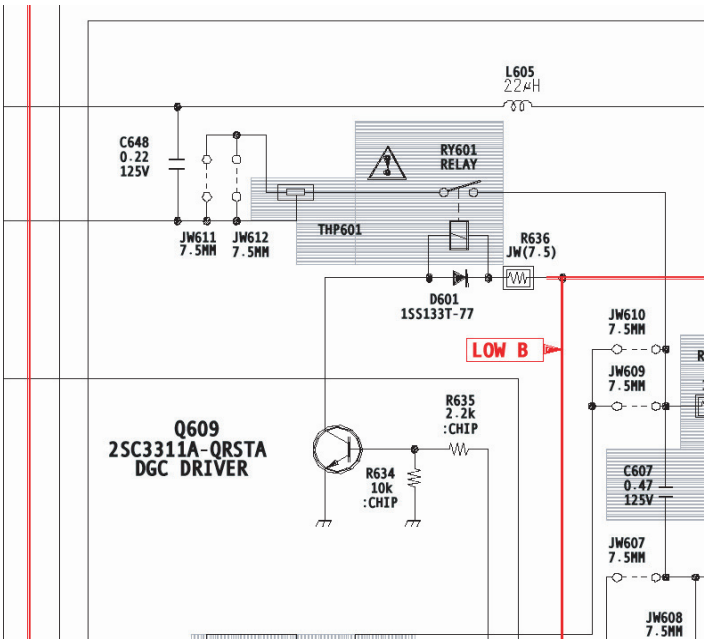 L605
22μH
C648
0.22
125V
RY601
RELAY
THP601
JW611
7.5MM
JW612
7.5MM
R636
JW(7.5)
D601
1SS133T-77
LOW B
JW610
7.5MM
JW609
7.5MM
R
Q609
2SC3311A-QRSTA
DGC DRIVER
R635
2.2k
:CHIP
R634
10k
:CHIP
C607
0.47
125V
JW607
7.5MM
JW608
7.5MM